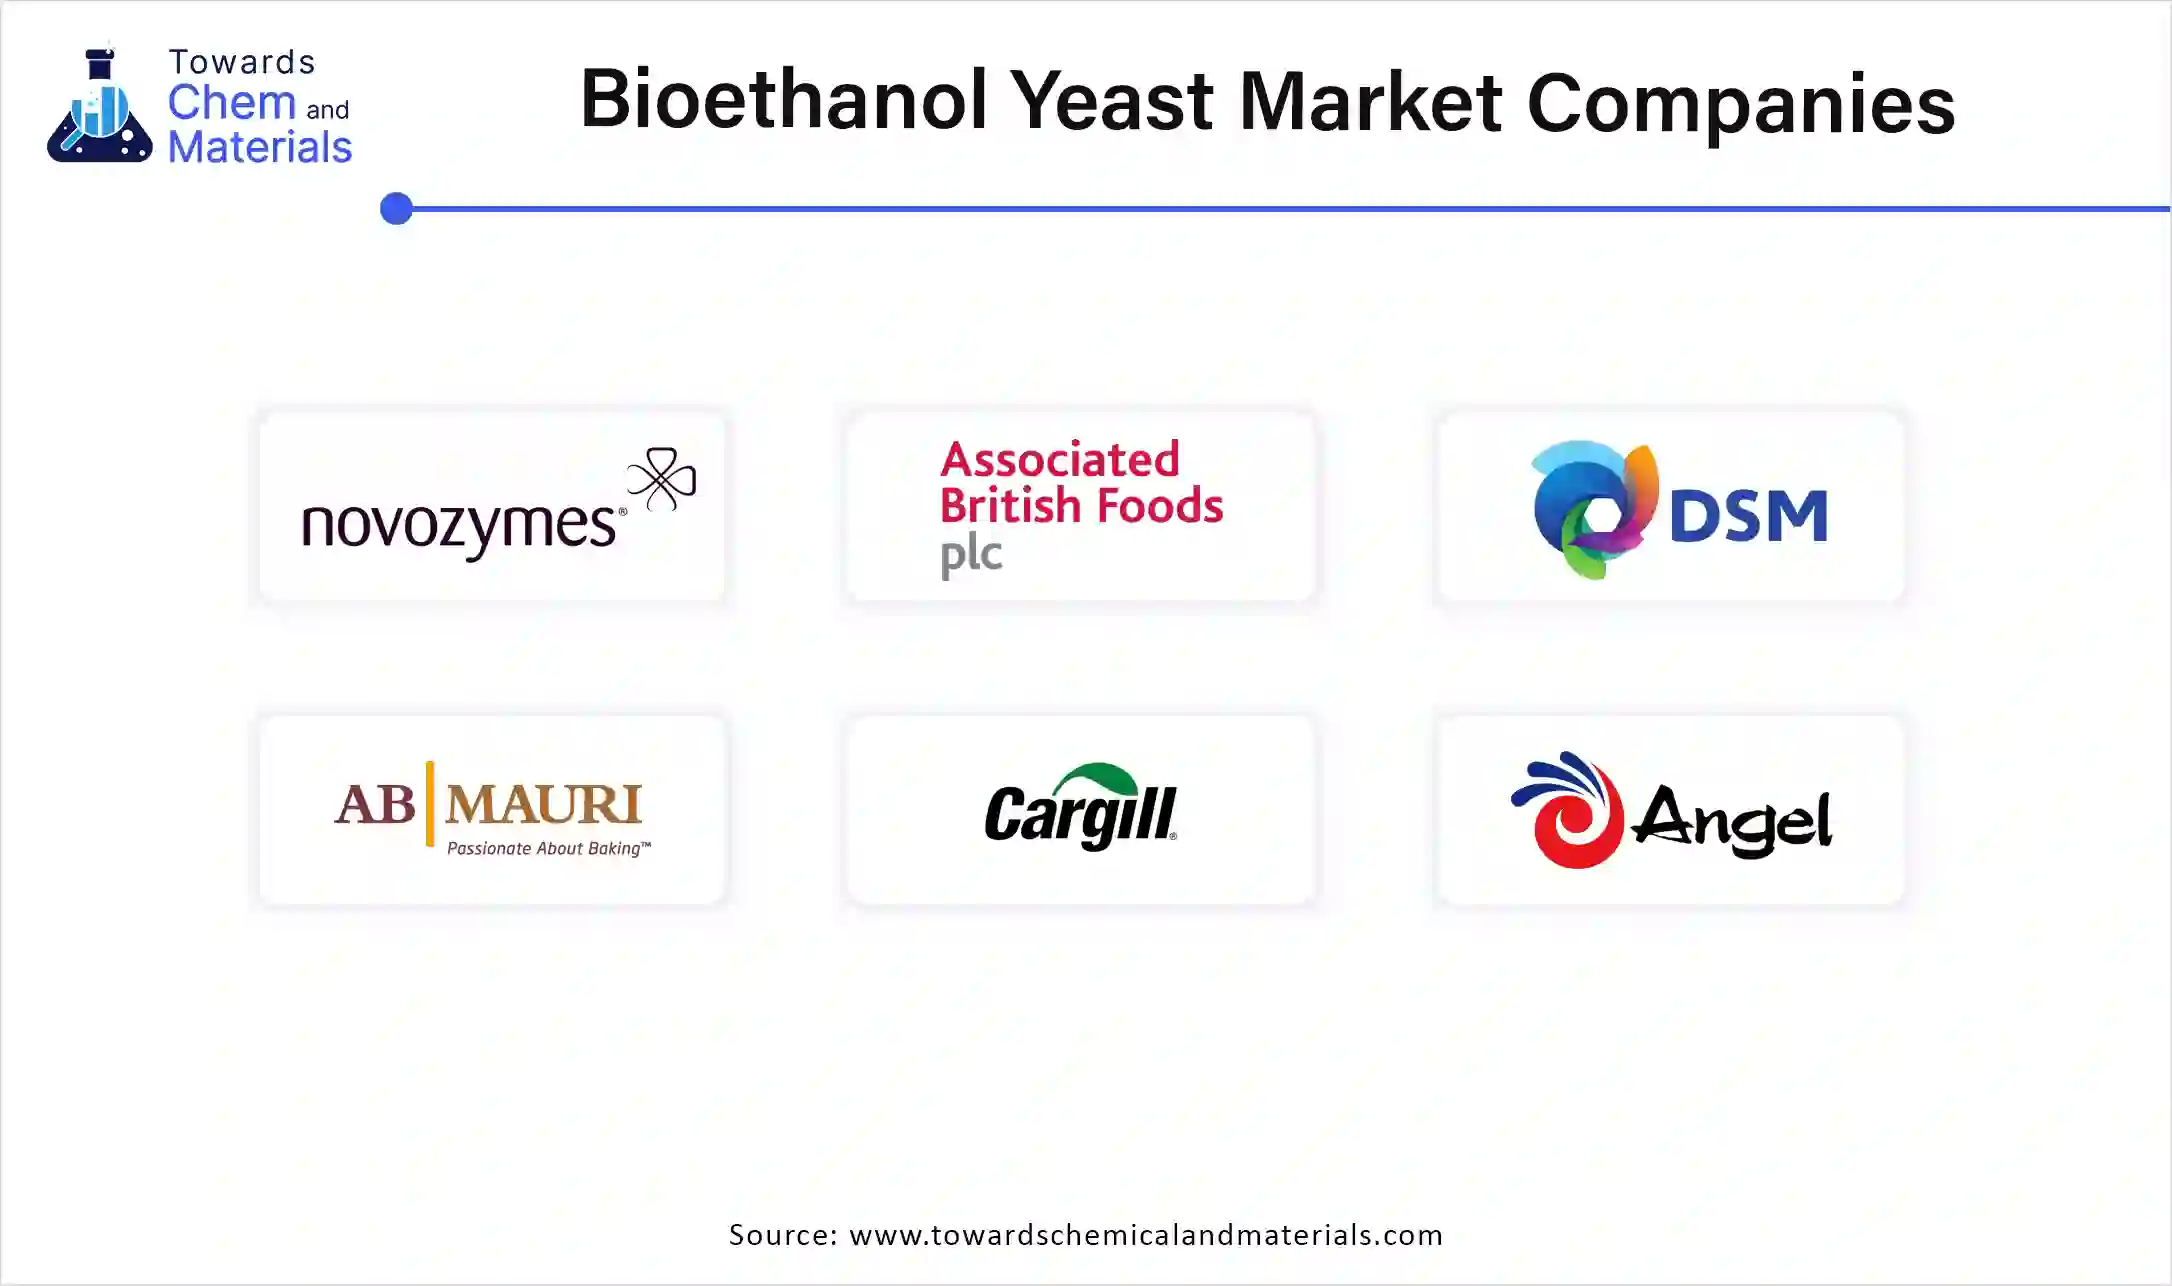 Towards
Chem and
Materials
Bioethanol Yeast Market Companies
novozymes®
Associated
British Foods
plc
DSM
AB MAURI
Passionate About Baking™
Cargill®
Angel
Source: www.towardschemicalandmaterials.com